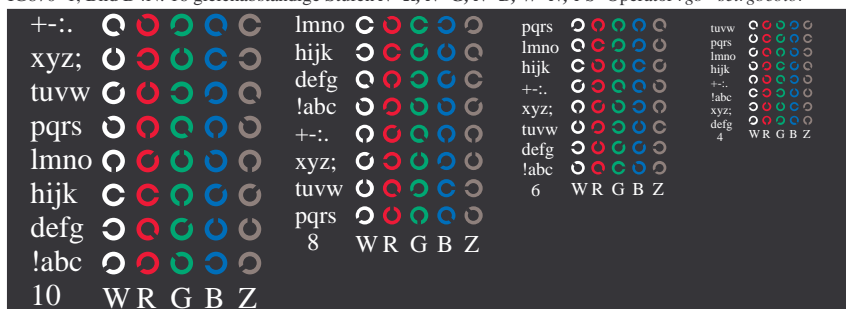 +-:.
xyz;
tuvw
pqrs
lmno
hijk
defg
!abc
10 W R G B Z
lmno
hijk
defg
!abc
+-:.
xyz;
tuvw
pqrs
8 W R G B Z
pqrs
lmno
hijk
+-:.
xyz;
tuvw
defg
!abc
6 W R G B Z
tuvw
pqrs
lmno
hijk
+-:.
!abc
xyz;
defg
4 W R G B Z